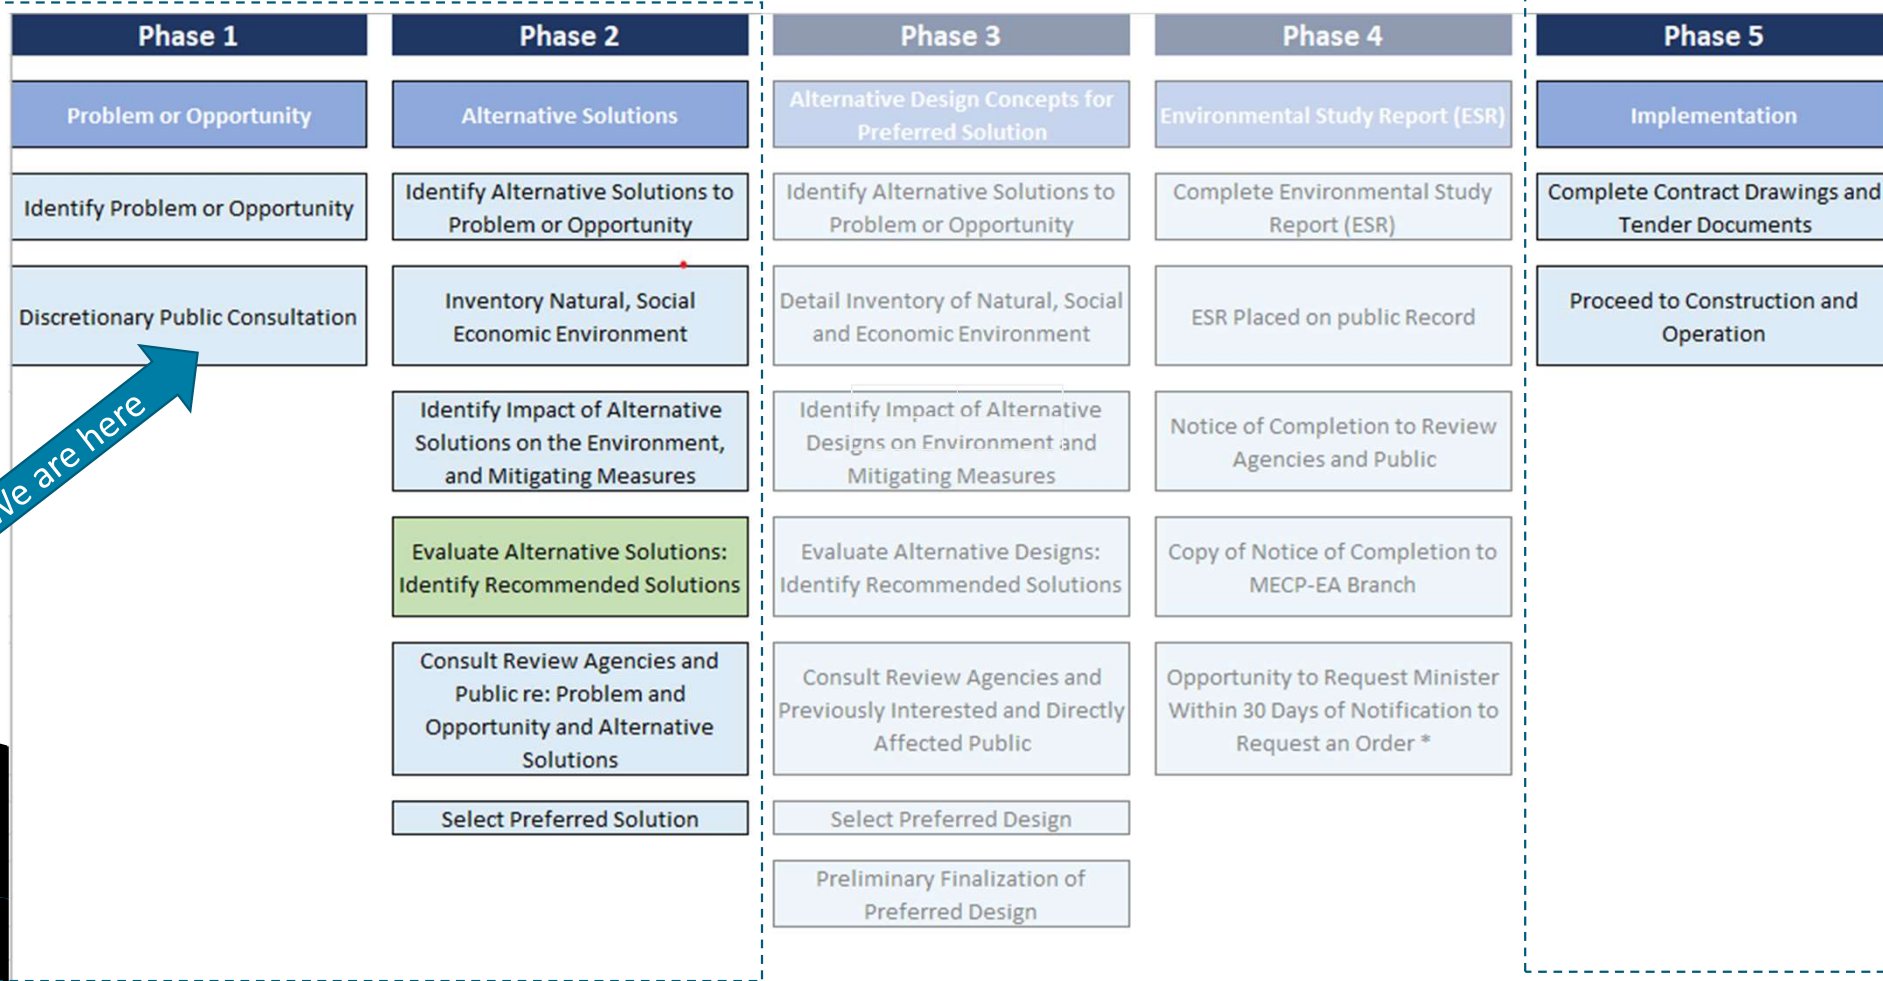 Phase 1
Problem or Opportunity
Identify Problem or Opportunity
Discretionary Public Consultation
We are here
Phase 2
Alternative Solutions
Identify Alternative Solutions to
Problem or Opportunity
Inventory Natural, Social
Economic Environment
Identify Impact of Alternative
Solutions on the Environment,
and Mitigating Measures
Evaluate Alternative Solutions:
Identify Recommended Solutions
Consult Review Agencies and
Public re: Problem and
Opportunity and Alternative
Solutions
Select Preferred Solution
Phase 3
Alternative Design Concepts for
Preferred Solution
Identify Alternative Solutions to
Problem or Opportunity
Detail Inventory of Natural, Social
and Economic Environment
Identify Impact of Alternative
Designs on Environment and
Mitigating Measures
Evaluate Alternative Designs:
Identify Recommended Solutions
Consult Review Agencies and
Previously Interested and Directly
Affected Public
Select Preferred Design
Preliminary Finalization of
Preferred Design
Phase 4
Environmental Study Report (ESR)
Complete Environmental Study
Report (ESR)
ESR Placed on public Record
Notice of Completion to Review
Agencies and Public
Copy of Notice of Completion to
MECP-EA Branch
Opportunity to Request Minister
Within 30 Days of Notification to
Request an Order *
Phase 5
Implementation
Complete Contract Drawings and
Tender Documents
Proceed to Construction and
Operation